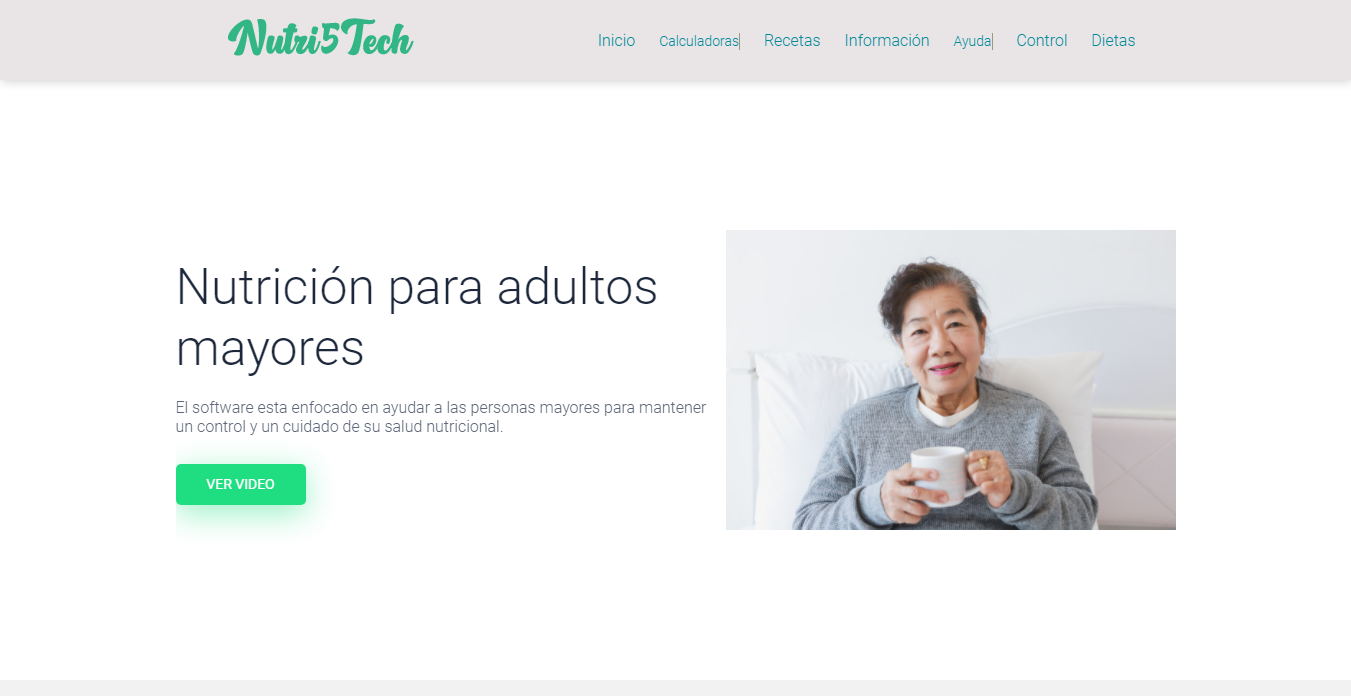 Nutri5Tech
Inicio Calculadoras Recetas Información Ayuda Control Dietas
Nutrición para adultos
mayores
El software esta enfocado en ayudar a las personas mayores para mantener
un control y un cuidado de su salud nutricional.
VER VIDEO